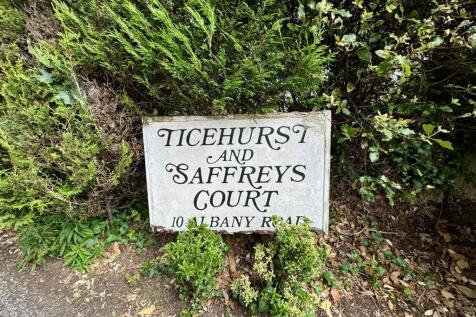 TICEHURST
AND
SAFFREYS
COURT
10 ALBANY ROAD